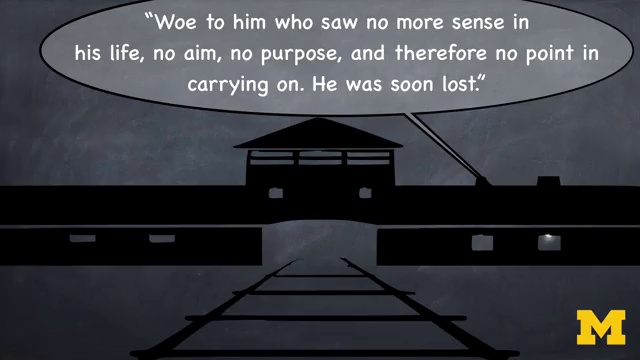 “Woe to him who saw no more sense in
his life, no aim, no purpose, and therefore no point in
carrying on. He was soon lost.”
M